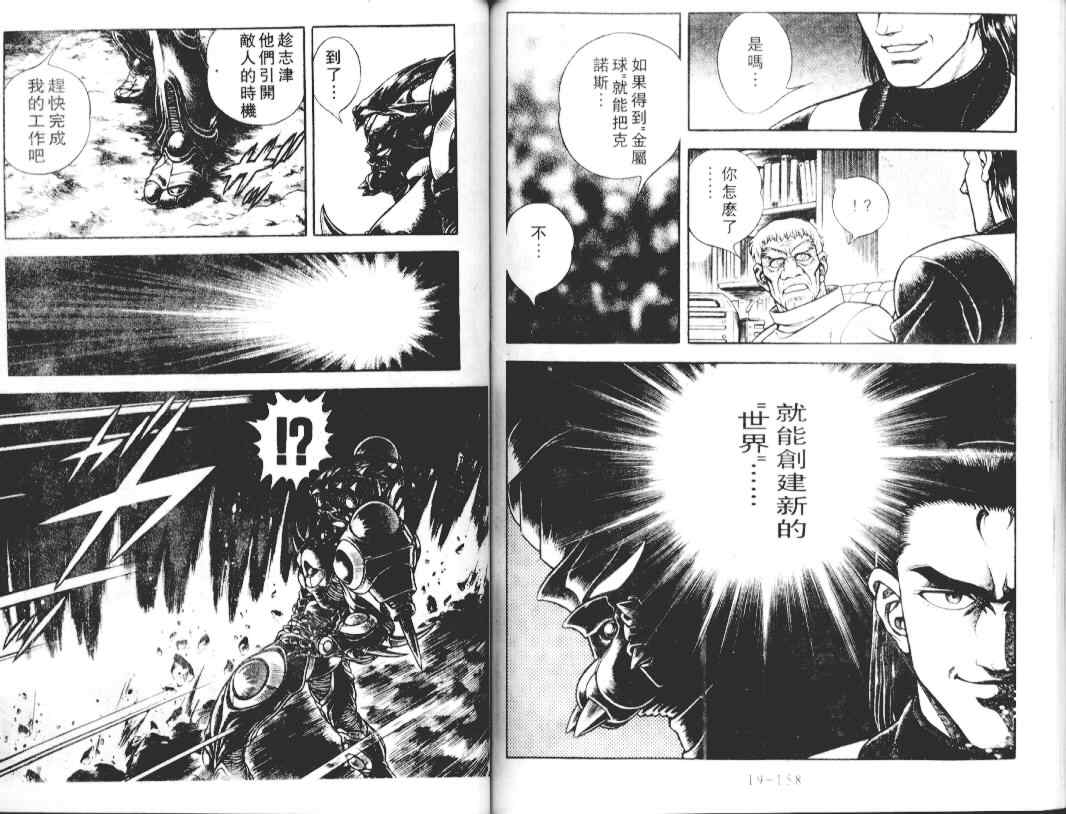 是嗎…
！？
你怎麼了
……
如果得到〝金屬
球〞就能把克
諾斯…
不…
就能創建新的
〝世界〞……
19-158
到了…
趁志津
他們引開
敵人的時機
趕快完成
我的工作吧
!?